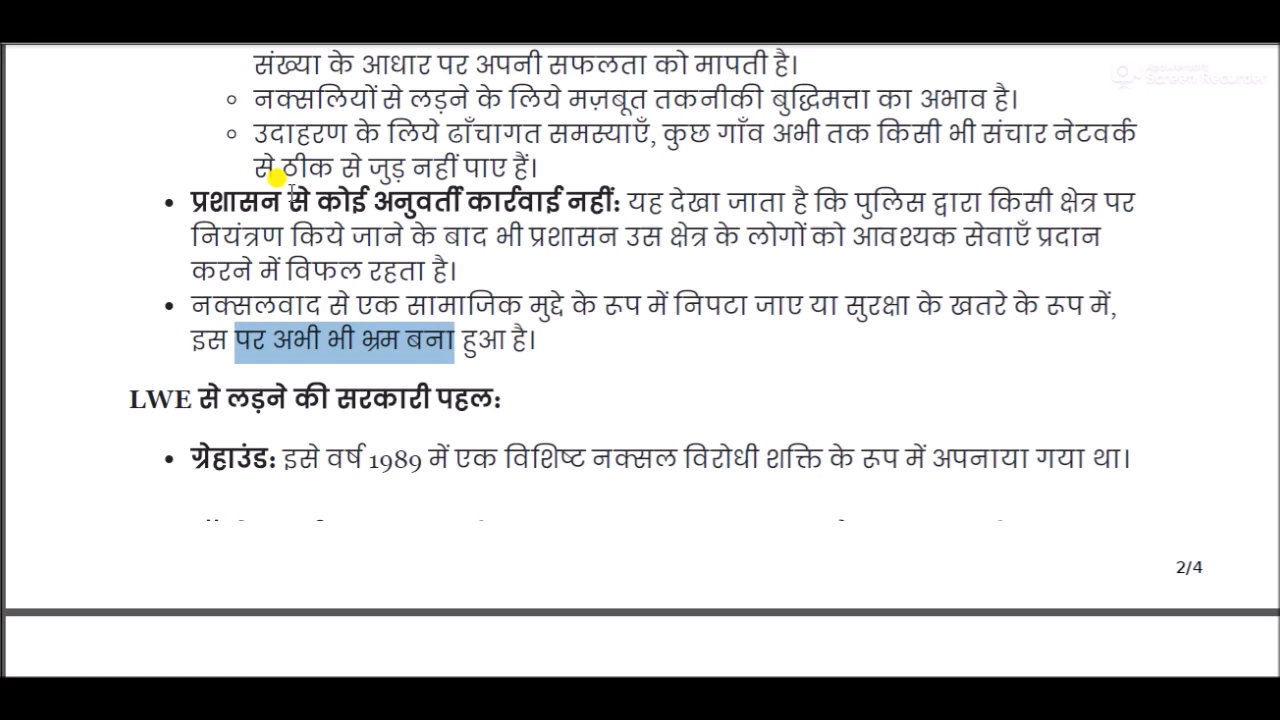 संख्या के आधार पर अपनी सफलता को मापती है।
नक्सलियों से लड़ने के लिये मज़बूत तकनीकी बुद्धिमत्ता का अभाव है।
उदाहरण के लिये ढाँचागत समस्याएँ, कुछ गाँव अभी तक किसी भी संचार नेटवर्क
से ठीक से जुड़ नहीं पाए हैं।
प्रशासन से कोई अनुवर्ती कार्रवाई नहीं: यह देखा जाता है कि पुलिस द्वारा किसी क्षेत्र पर
नियंत्रण किये जाने के बाद भी प्रशासन उस क्षेत्र के लोगों को आवश्यक सेवाएँ प्रदान
करने में विफल रहता है।
नक्सलवाद से एक सामाजिक मुद्दे के रूप में निपटा जाए या सुरक्षा के खतरे के रूप में,
इस पर अभी भी भ्रम बना हुआ है।
LWE से लड़ने की सरकारी पहल:
ग्रेहाउंड: इसे वर्ष 1989 में एक विशिष्ट नक्सल विरोधी शक्ति के रूप में अपनाया गया था।
2/4